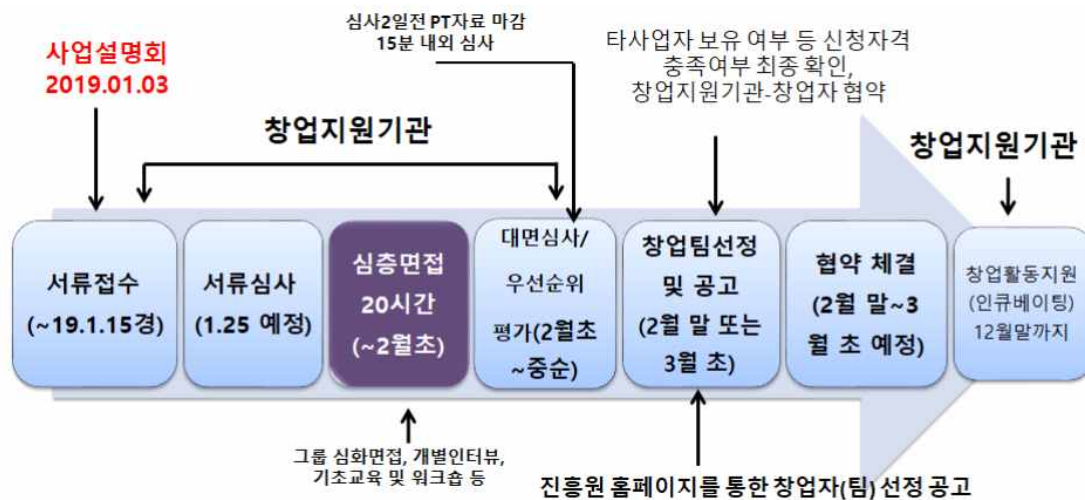 심사2일전 PT자료 마감
15분 내외 심사
사업설명회
2019.01.03
타사업자 보유 여부 등 신청자격
충족여부 최종 확인,
창업지원기관-창업자 협약
창업지원기관
창업지원기관
서류접수
(~19.1.15경)
서류심사
(1.25 예정)
심층면접
20시간
(~2월초)
대면심사/
우선순위
평가(2월초
~중순)
창업팀선정
및 공고
(2월 말 또는
3월 초)
협약 체결
(2월 말~3
월 초 예정)
창업활동지원
(인큐베이팅)
12월말까지
그룹 심화면접, 개별인터뷰,
기초교육 및 워크숍 등
진흥원 홈페이지를 통한 창업자(팀) 선정 공고